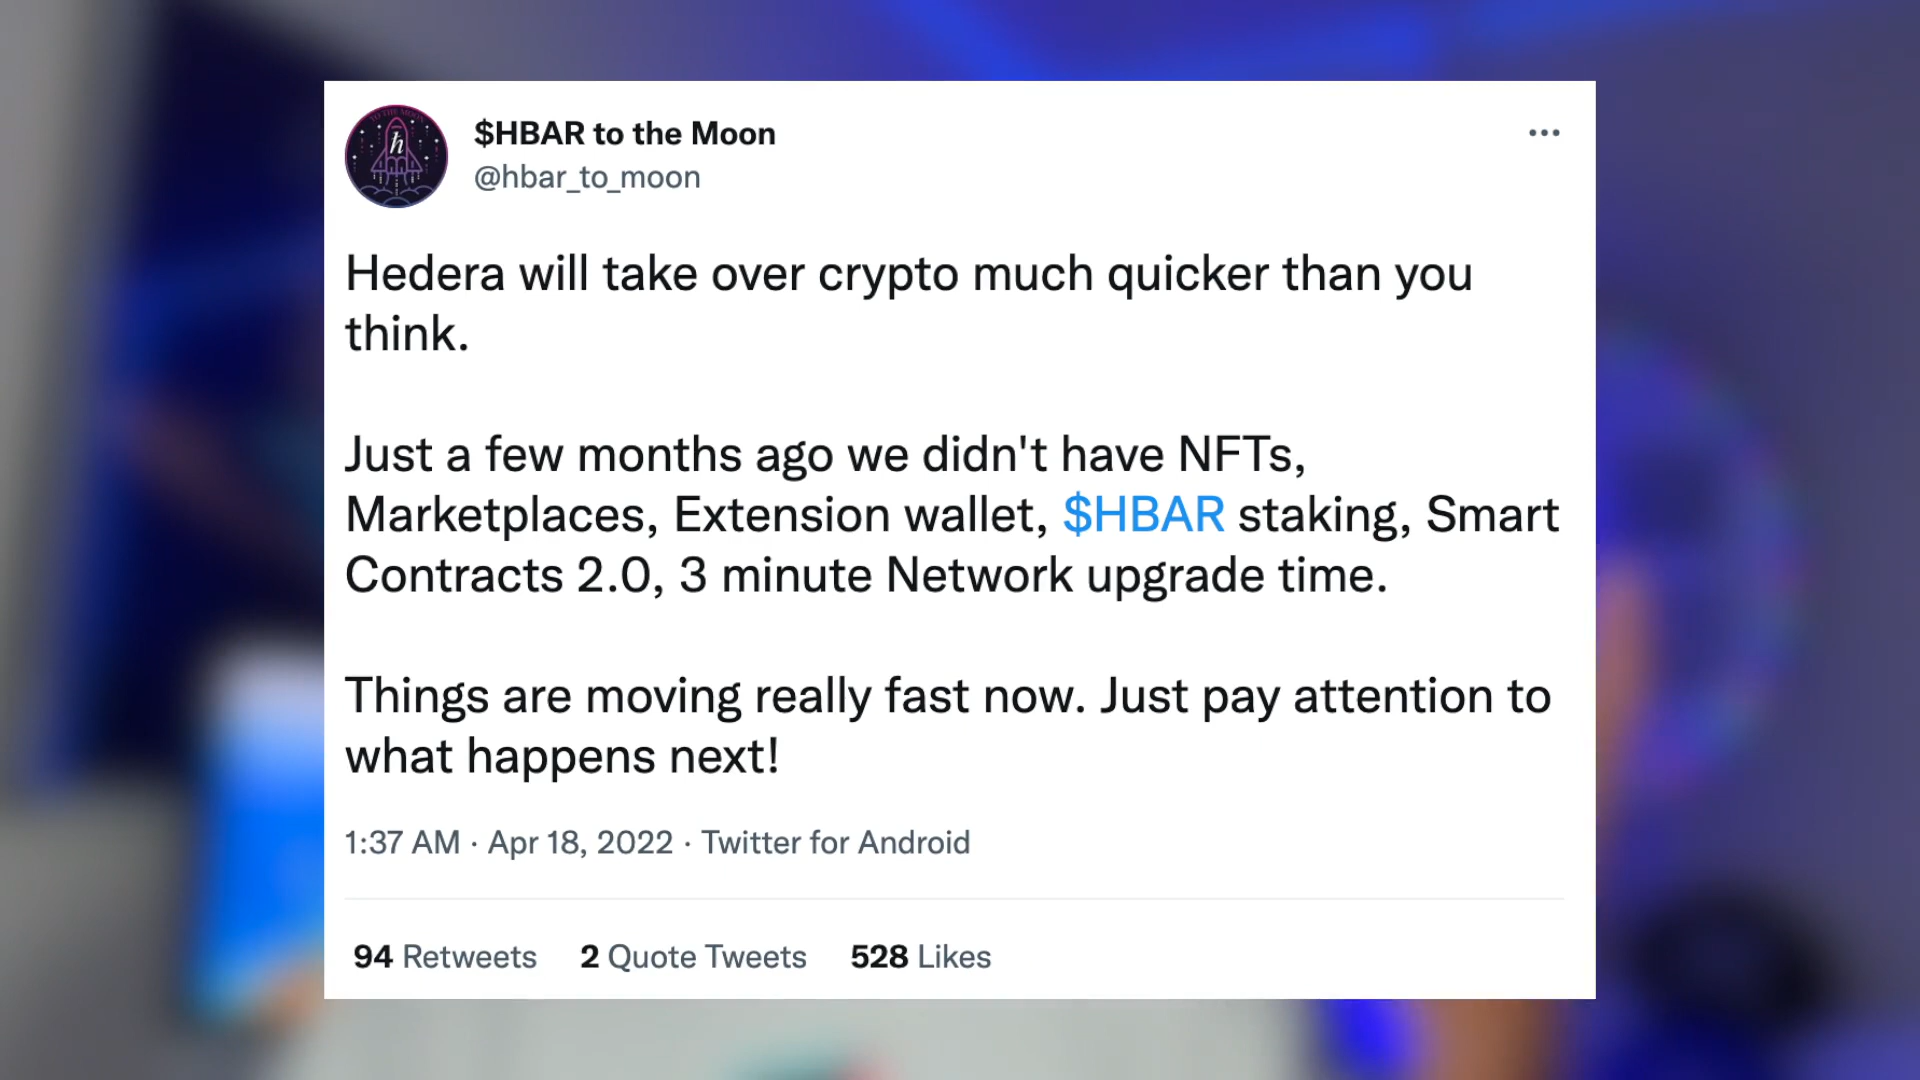 TO THE MOON
ħ
$HBAR to the Moon
@hbar_to_moon
Hedera will take over crypto much quicker than you
think.
Just a few months ago we didn't have NFTs,
Marketplaces, Extension wallet, $HBAR staking, Smart
Contracts 2.0, 3 minute Network upgrade time.
Things are moving really fast now. Just pay attention to
what happens next!
1:37 AM · Apr 18, 2022 · Twitter for Android
94 Retweets 2 Quote Tweets 528 Likes